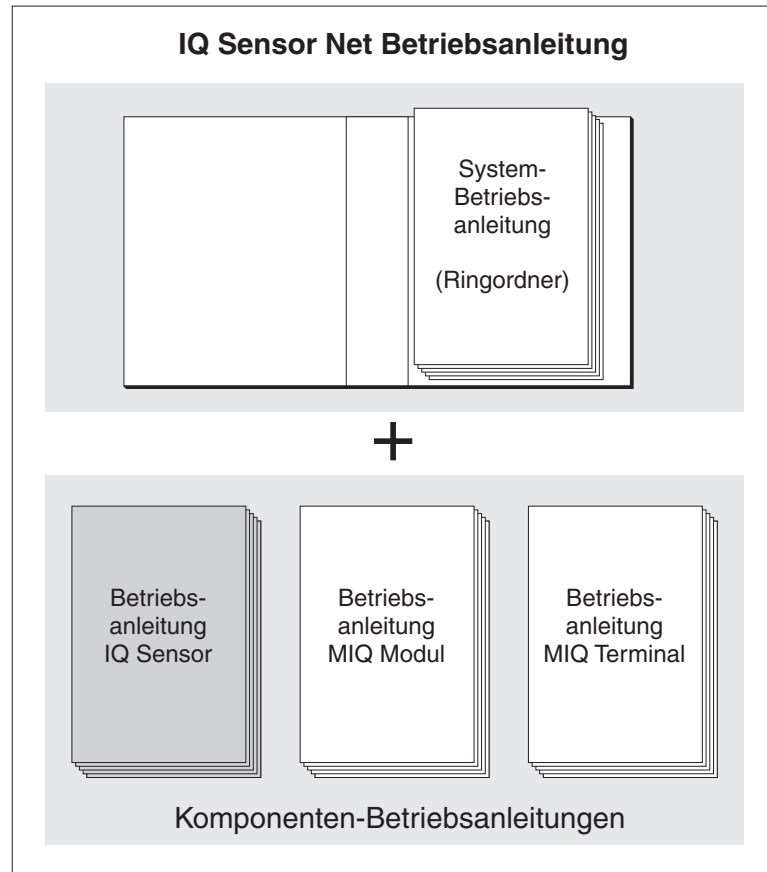 IQ Sensor Net Betriebsanleitung
System-
Betriebs-
anleitung
(Ringordner)
+
Betriebs-
anleitung
IQ Sensor
Betriebs-
anleitung
MIQ Modul
Betriebs-
anleitung
MIQ Terminal
Komponenten-Betriebsanleitungen